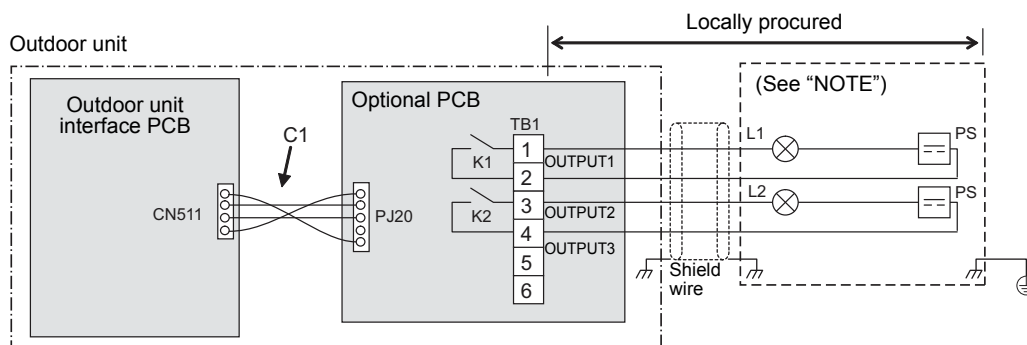 Locally procured
Outdoor unit
Outdoor unit
interface PCB
C1
CN511
PJ20
Optional PCB
TB1
K1
K2
1
2
3
4
5
6
OUTPUT1
OUTPUT2
OUTPUT3
Shield
wire
(See “NOTE”)
L1
PS
L2
PS